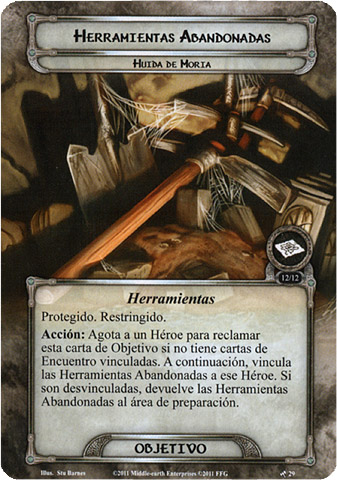 Herramientas Abandonadas
Huida de Moria
12/12
Herramientas
Protegido. Restringido.
Acción: Agota a un Héroe para reclamar
esta carta de Objetivo si no tiene cartas de
Encuentro vinculadas. A continuación, vincula
las Herramientas Abandonadas a ese Héroe. Si
son desvinculadas, devuelve las Herramientas
Abandonadas al área de preparación.
OBJETIVO
Illus. Stu Barnes ©2011 Middle-earth Enterprises ©2011 FFG 29